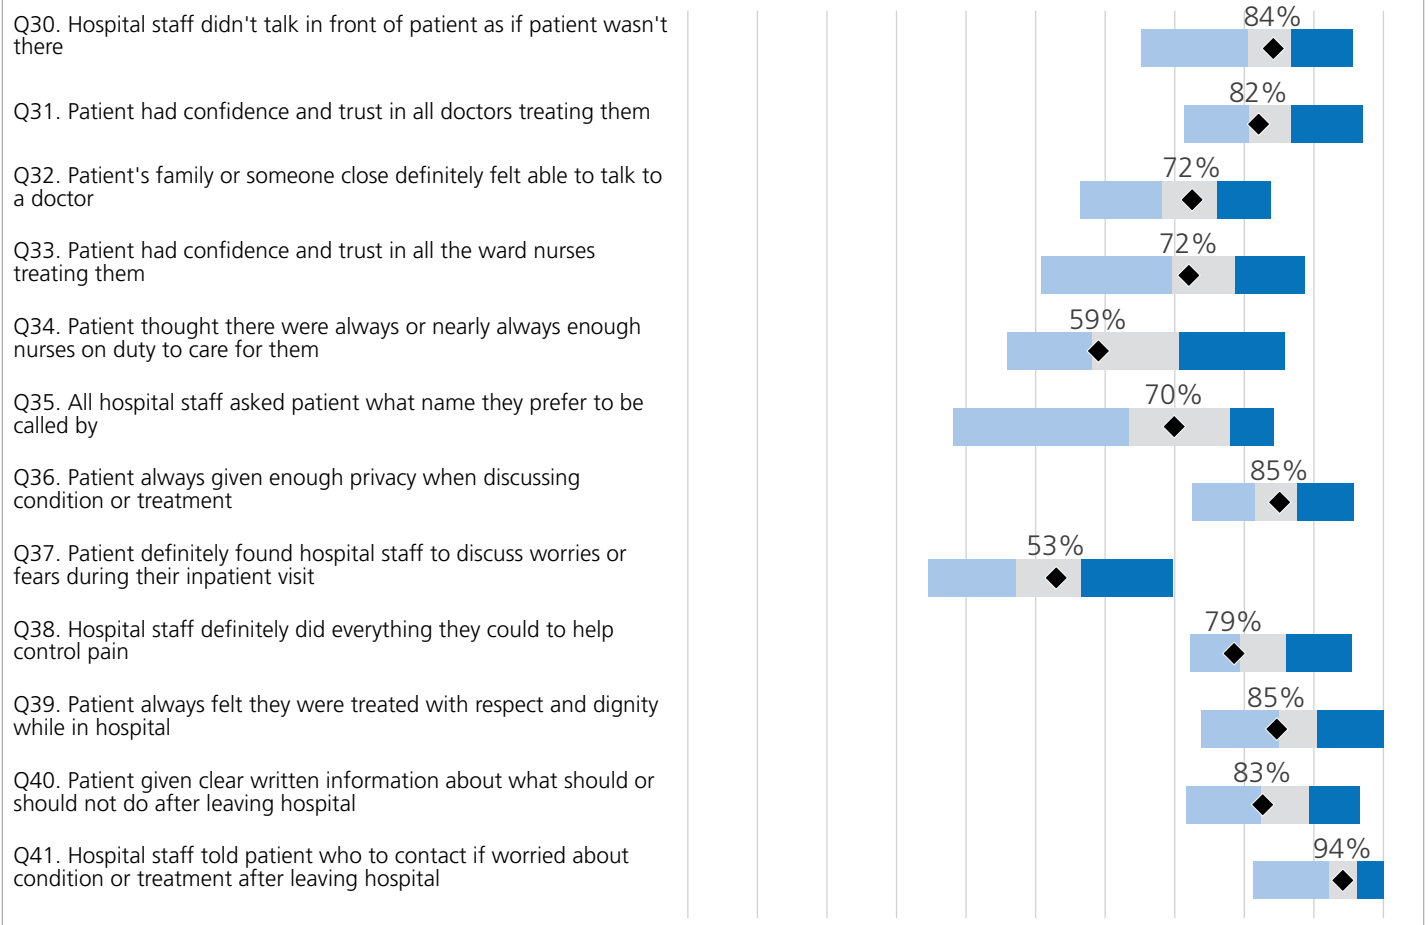 84%
Q30. Hospital staff didn't talk in front of patient as if patient wasn't
there
82%
Q31. Patient had confidence and trust in all doctors treating them
72%
Q32. Patient's family or someone close definitely felt able to talk to
a doctor
72%
Q33. Patient had confidence and trust in all the ward nurses
treating them
59%
Q34. Patient thought there were always or nearly always enough
nurses on duty to care for them
70%
Q35. All hospital staff asked patient what name they prefer to be
called by
85%
Q36. Patient always given enough privacy when discussing
condition or treatment
53%
Q37. Patient definitely found hospital staff to discuss worries or
fears during their inpatient visit
79%
Q38. Hospital staff definitely did everything they could to help
control pain
85%
Q39. Patient always felt they were treated with respect and dignity
while in hospital
83%
Q40. Patient given clear written information about what should or
should not do after leaving hospital
94%
Q41. Hospital staff told patient who to contact if worried about
condition or treatment after leaving hospital